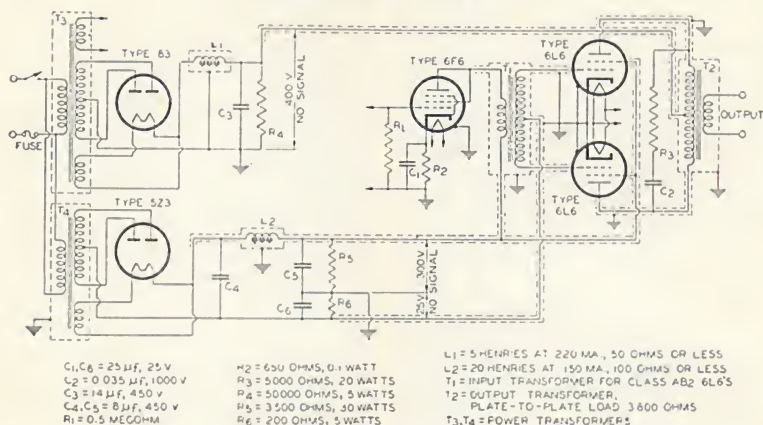 T3
TYPE 83
L1
FUSE
C3
R4
400 V
NO SIGNAL
TYPE 6F6
R1
C1
R2
T1
TYPE
6L6
TYPE
6L6
T2
OUTPUT
R3
C2
T4
TYPE 5Z3
L2
C4
C5
C6
R5
R6
25V 300V
NO SIGNAL
C1,C6 = 25 µf, 25 V
C2 = 0.035 µf, 1000 V
C3 = 14 µf, 450 V
C4,C5 = 8 µf, 450 V
R1 = 0.5 MEGOHM
R2 = 650 OHMS, 0.1 WATT
R3 = 5000 OHMS, 20 WATTS
R4 = 50000 OHMS, 5 WATTS
R5 = 3500 OHMS, 30 WATTS
R6 = 200 OHMS, 5 WATTS
L1 = 5 HENRIES AT 220 MA., 50 OHMS OR LESS
L2 = 20 HENRIES AT 150 MA., 100 OHMS OR LESS
T1 = INPUT TRANSFORMER FOR CLASS AB2 6L6'S
T2 = OUTPUT TRANSFORMER,
PLATE-TO-PLATE LOAD 3800 OHMS
T3,T4 = POWER TRANSFORMERS